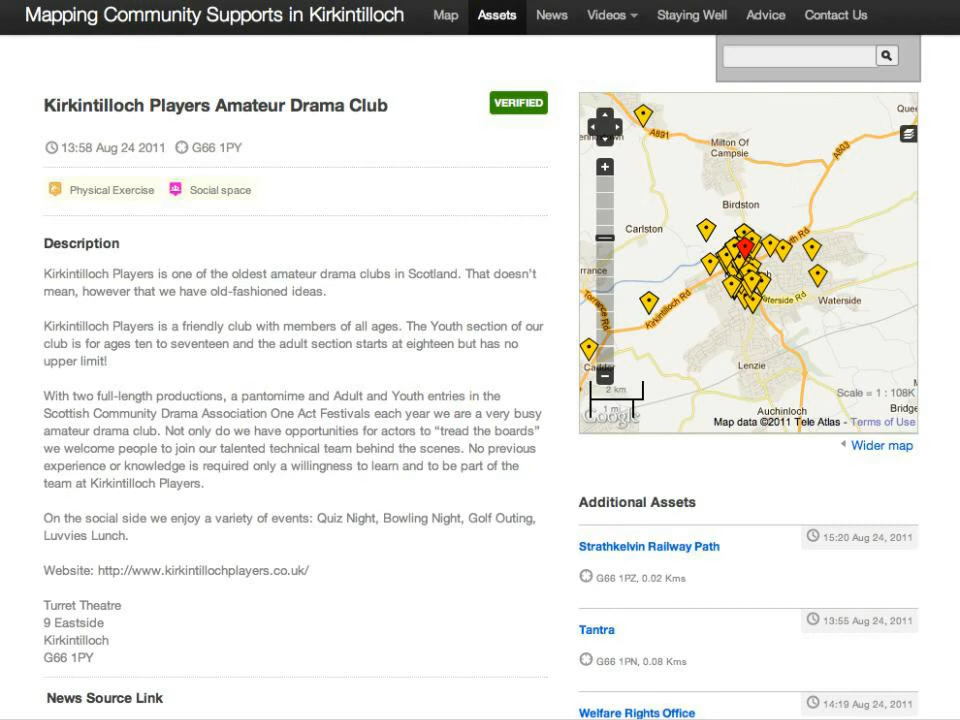 Mapping Community Supports in Kirkintilloch
Map Assets News Videos Staying Well Advice Contact Us
Kirkintilloch Players Amateur Drama Club
VERIFIED
13:58 Aug 24 2011 G66 1PY
Physical Exercise Social space
Description
Kirkintilloch Players is one of the oldest amateur drama clubs in Scotland. That doesn't
mean, however that we have old-fashioned ideas.
Kirkintilloch Players is a friendly club with members of all ages. The Youth section of our
club is for ages ten to seventeen and the adult section starts at eighteen but has no
upper limit!
With two full-length productions, a pantomime and Adult and Youth entries in the
Scottish Community Drama Association One Act Festivals each year we are a very busy
amateur drama club. Not only do we have opportunities for actors to “tread the boards”
we welcome people to join our talented technical team behind the scenes. No previous
experience or knowledge is required only a willingness to learn and to be part of the
team at Kirkintilloch Players.
On the social side we enjoy a variety of events: Quiz Night, Bowling Night, Golf Outing,
Luvvies Lunch.
Website: http://www.kirkintillochplayers.co.uk/
Turret Theatre
9 Eastside
Kirkintilloch
G66 1PY
News Source Link
A891
A803
Milton Of
Campsie
Birdston
Carlston
Torrance Rd
Kirkintilloch Rd
Waterside
Lenzie
2 km
1 mi
Google
Scale = 1 : 108K
Auchinloch
Bridge
Map data ©2011 Tele Atlas - Terms of Use
Wider map
Additional Assets
15:20 Aug 24, 2011
Strathkelvin Railway Path
G66 1PZ, 0.02 Kms
13:55 Aug 24, 2011
Tantra
G66 1PN, 0.08 Kms
14:19 Aug 24, 2011
Welfare Rights Office